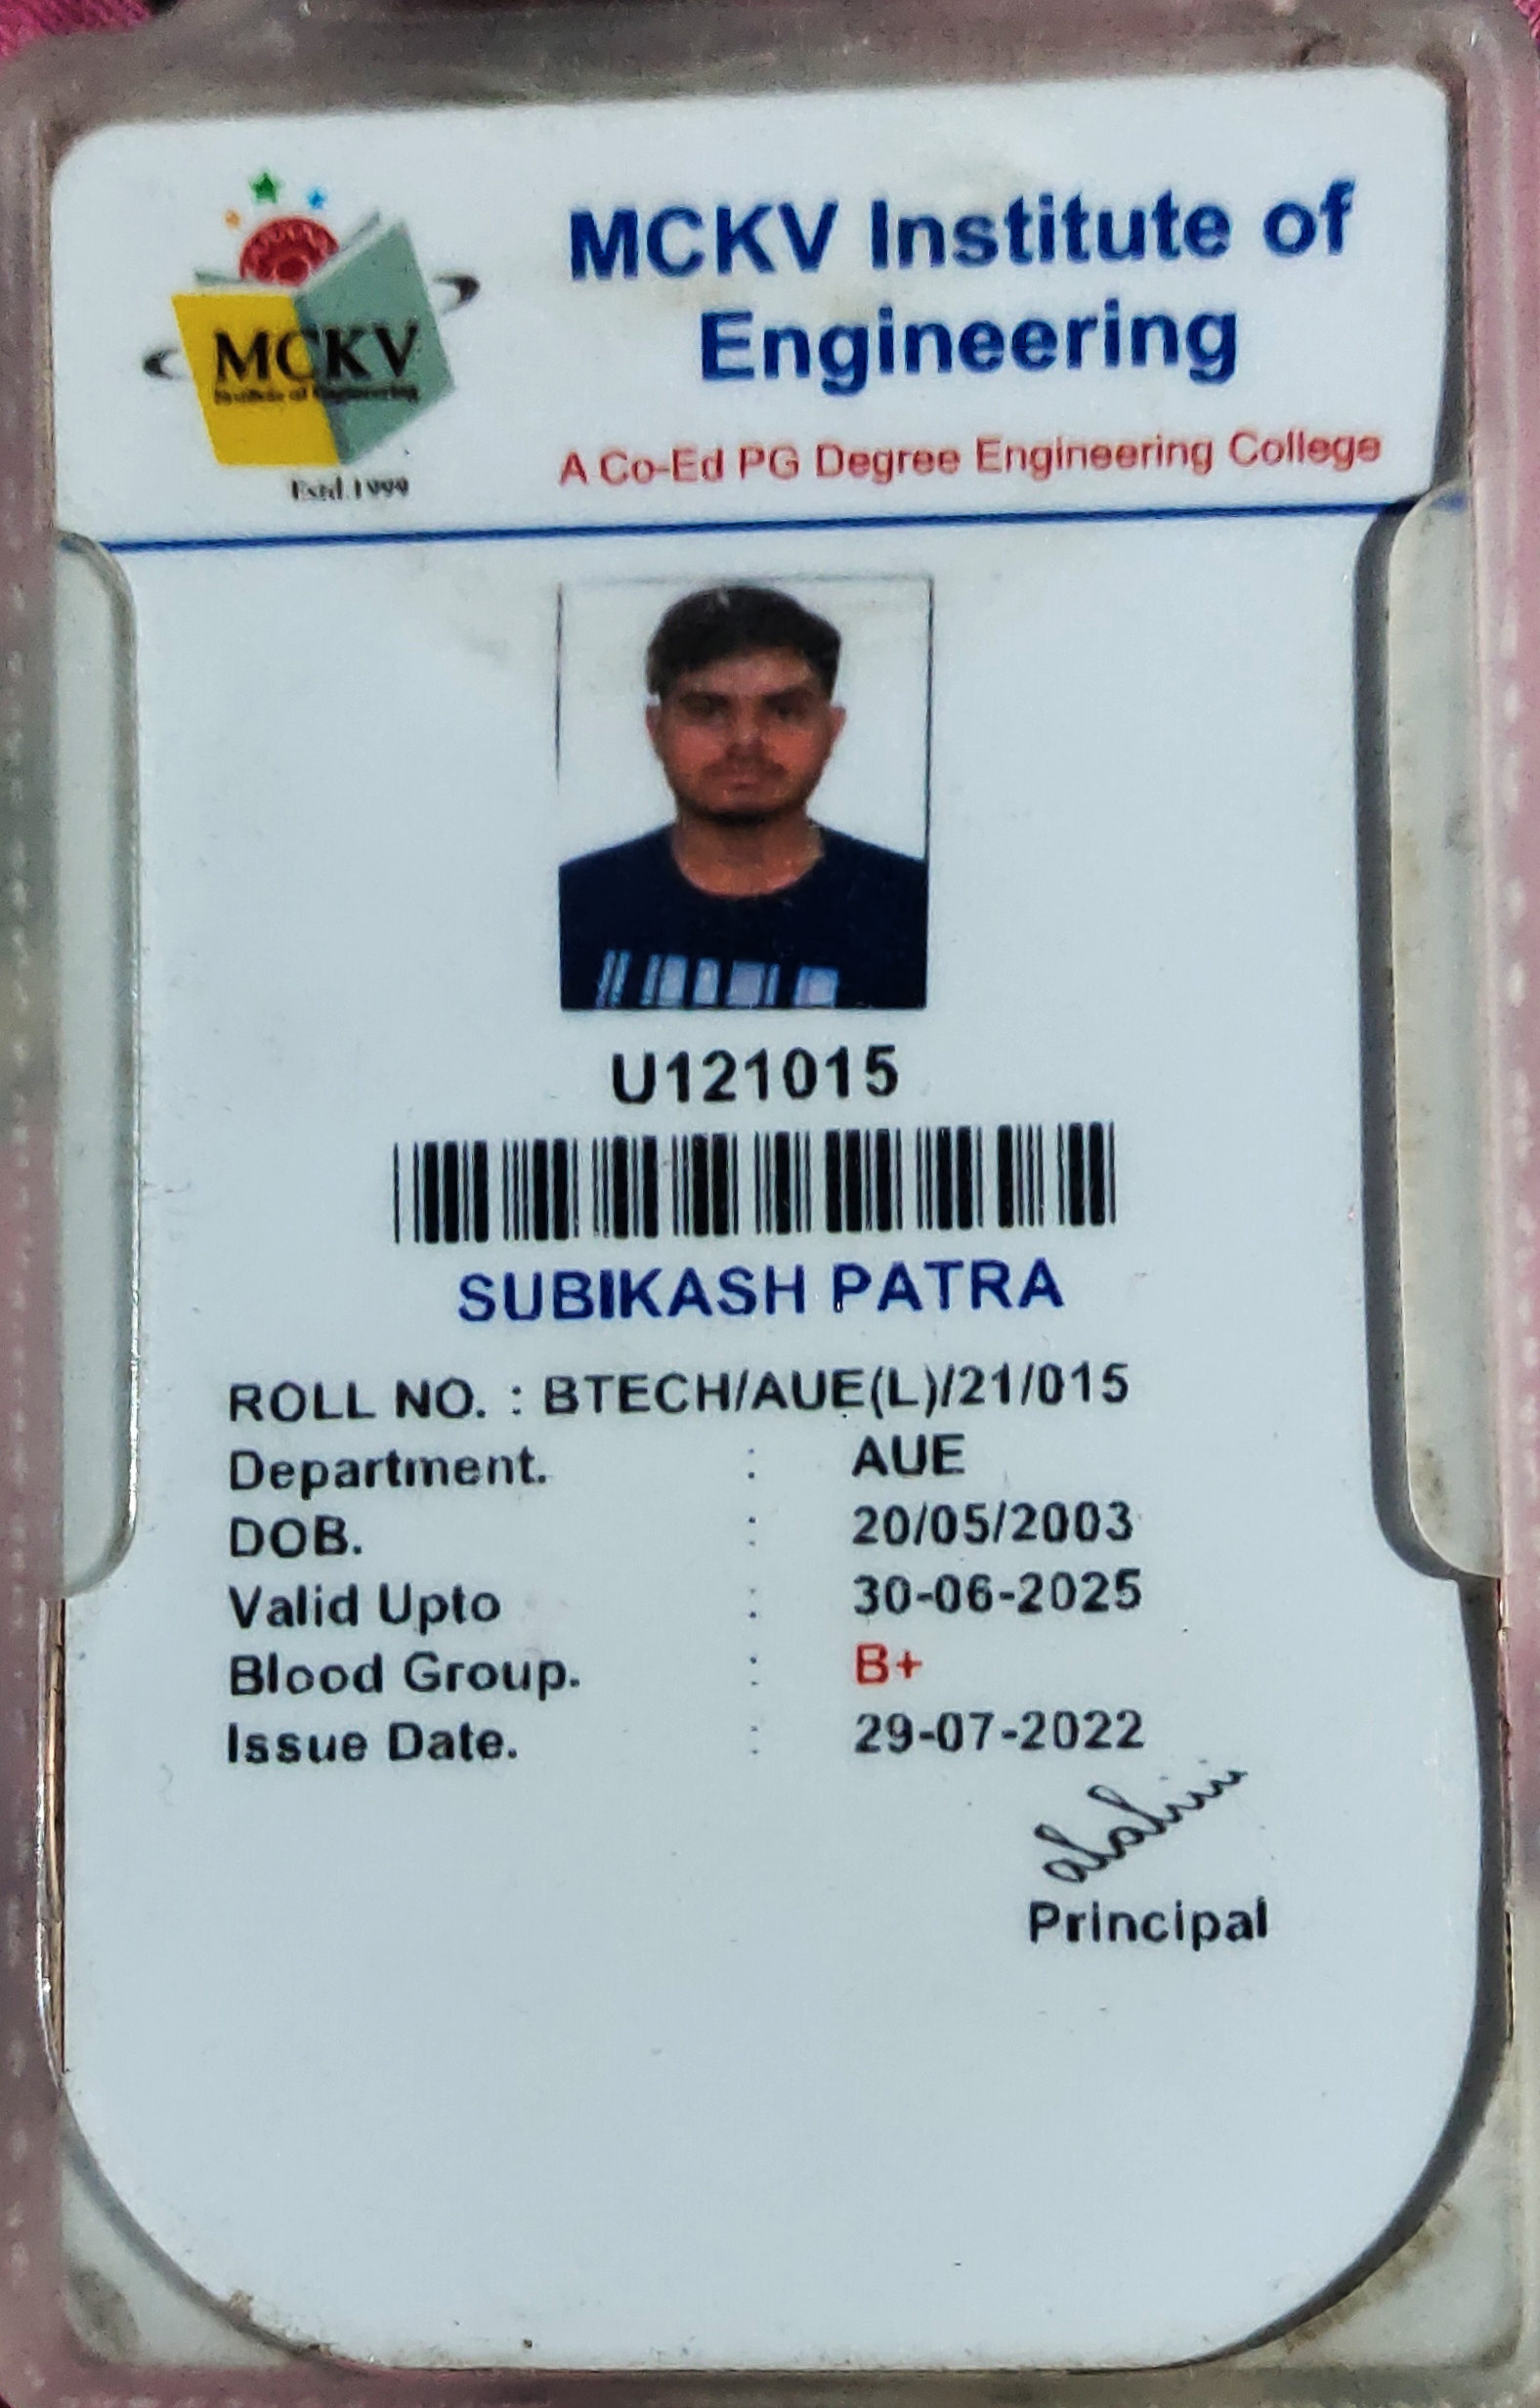 MCKV Institute of
Engineering
A Co-Ed PG Degree Engineering College
MCKV
Institute of Engineering
Estd.1999
U121015
SUBIKASH PATRA
ROLL NO. : BTECH/AUE(L)/21/015
Department. : AUE
DOB. : 20/05/2003
Valid Upto : 30-06-2025
Blood Group. : B+
Issue Date. : 29-07-2022
Principal